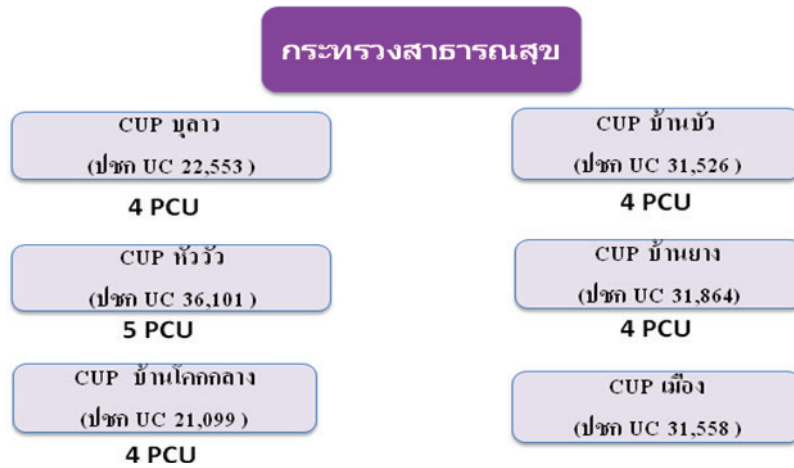 กระทรวงสาธารณสุข
CUP บุลาว
(ปชก UC 22,553 )
4 PCU
CUP หัววัว
(ปชก UC 36,101 )
5 PCU
CUP บ้านโคกกลาง
(ปชก UC 21,099 )
4 PCU
CUP บ้านบัว
(ปชก UC 31,526 )
4 PCU
CUP บ้านยาง
(ปชก UC 31,864)
4 PCU
CUP เมือง
(ปชก UC 31,558 )